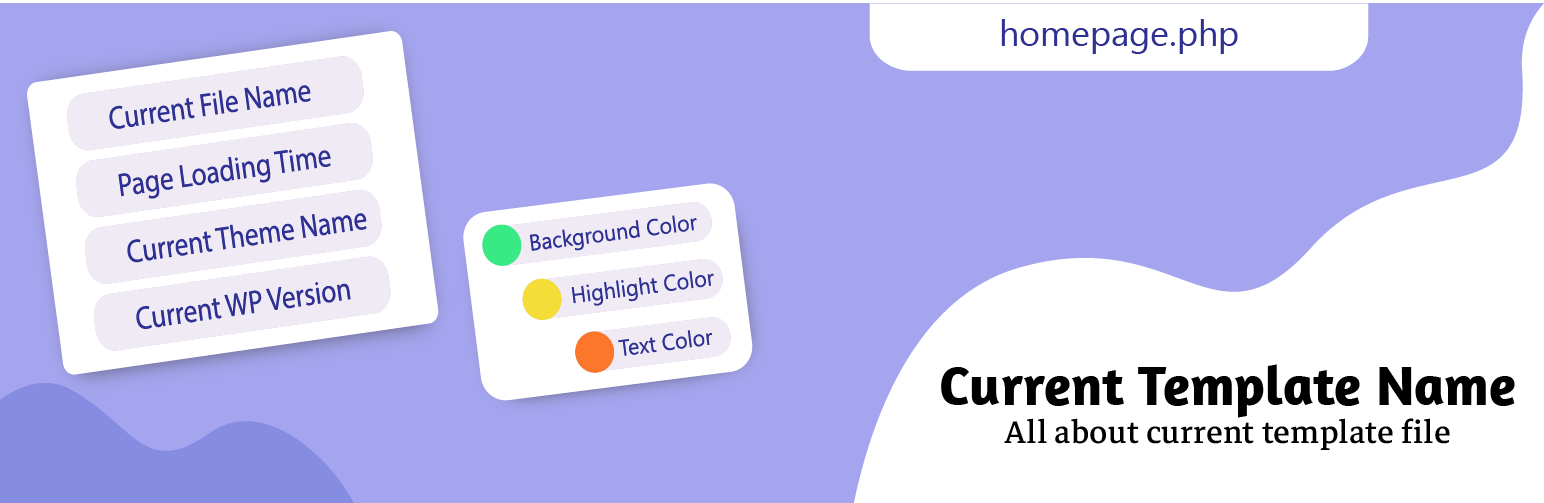 homepage.php
Current File Name
Page Loading Time
Current Theme Name
Current WP Version
Background Color
Highlight Color
Text Color
Current Template Name
All about current template file